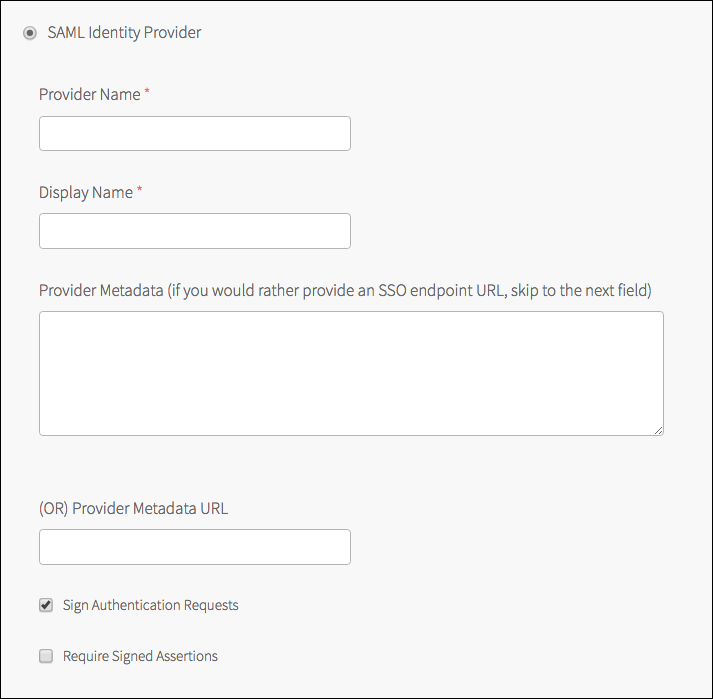 SAML Identity Provider
Provider Name *
Display Name *
Provider Metadata (if you would rather provide an SSO endpoint URL, skip to the next field)
(OR) Provider Metadata URL
Sign Authentication Requests
Require Signed Assertions